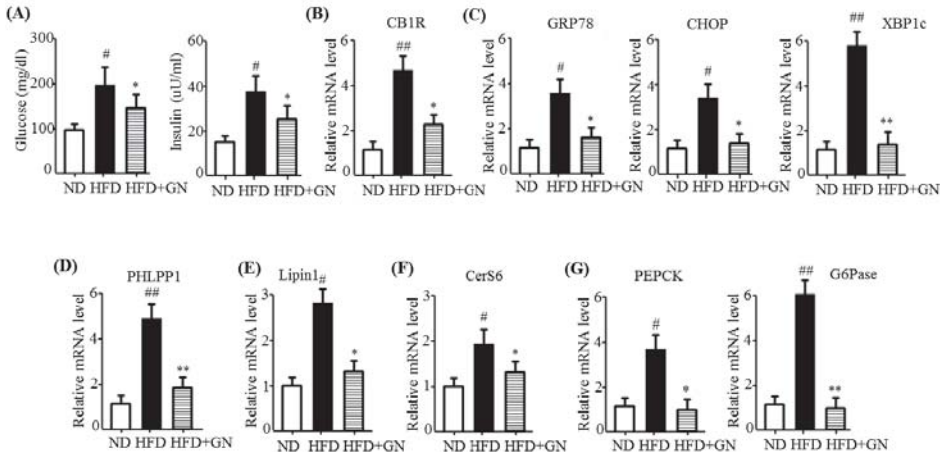 (A)
Glucose (mg/dl)
300
200
100
0
#
*
ND HFD HFD+GN
Insulin (uU/ml)
60
40
20
0
#
*
ND HFD HFD+GN
(B)
CB1R
Relative mRNA level
6
4
2
0
##
*
ND HFD HFD+GN
(C)
GRP78
Relative mRNA level
6
4
2
0
#
*
ND HFD HFD+GN
CHOP
Relative mRNA level
6
4
2
0
#
*
ND HFD HFD+GN
XBP1c
Relative mRNA level
6
4
2
0
##
**
ND HFD HFD+GN
(D)
PHLPP1
Relative mRNA level
6
4
2
0
##
**
ND HFD HFD+GN
(E)
Lipin1
Relative mRNA level
3
2
1
0
#
*
ND HFD HFD+GN
(F)
CerS6
Relative mRNA level
3
2
1
0
#
*
ND HFD HFD+GN
(G)
PEPCK
Relative mRNA level
6
4
2
0
#
*
ND HFD HFD+GN
G6Pase
Relative mRNA level
6
4
2
0
##
**
ND HFD HFD+GN